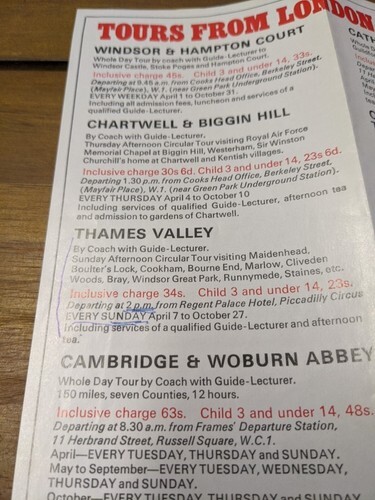 TOURS FROM LONDON
WINDSOR & HAMPTON COURT
Whole Day Tour by coach with Guide-Lecturer to
Windsor Castle, Stoke Poges and Hampton Court.
Inclusive charge 45s. Child 3 and under 14, 33s.
Departing at 9.45 a.m. from Cooks Head Office, Berkeley Street,
(Mayfair Place), W.1. (near Green Park Underground Station).
EVERY WEEKDAY April 1 to October 31.
Including all admission fees, luncheon and services of a
qualified Guide-Lecturer.
CHARTWELL & BIGGIN HILL
By Coach with Guide-Lecturer.
Thursday Afternoon Circular Tour visiting Royal Air Force
Memorial Chapel at Biggin Hill, Westerham, Sir Winston
Churchill's home at Chartwell and Kentish villages.
Inclusive charge 30s 6d. Child 3 and under 14, 23s 6d.
Departing 1.30 p.m. from Cooks Head Office, Berkeley Street,
(Mayfair Place), W.1. (near Green Park Underground Station).
EVERY THURSDAY April 4 to October 10
Including services of qualified Guide-Lecturer, afternoon tea
and admission to gardens of Chartwell.
THAMES VALLEY
By Coach with Guide-Lecturer.
Sunday Afternoon Circular Tour visiting Maidenhead,
Boulter's Lock, Cookham, Bourne End, Marlow, Cliveden
Woods, Bray, Windsor Great Park, Runnymede, Staines, etc.
Inclusive charge 34s. Child 3 and under 14, 23s.
Departing at 2 p.m. from Regent Palace Hotel, Piccadilly Circus
EVERY SUNDAY April 7 to October 27.
Including services of a qualified Guide-Lecturer and afternoon
tea.
CAMBRIDGE & WOBURN ABBEY
Whole Day Tour by Coach with Guide-Lecturer.
150 miles, seven Counties, 12 hours.
Inclusive charge 63s. Child 3 and under 14, 48s.
Departing at 8.30 a.m. from Frames' Departure Station,
11 Herbrand Street, Russell Square, W.C.1.
April—EVERY TUESDAY, THURSDAY and SUNDAY.
May to September—EVERY TUESDAY, WEDNESDAY,
THURSDAY and SUNDAY.
October—EVERY TUESDAY, THURSDAY and SUNDAY.